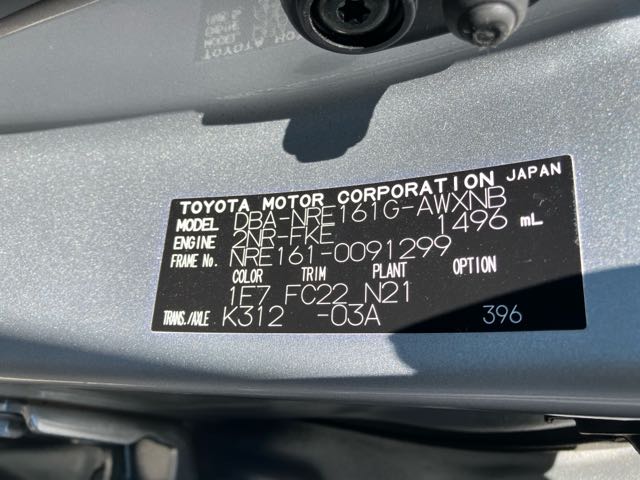 TOYOTA MOTOR CORPORATION JAPAN
MODEL DBA-NRE161G-AWXNB
ENGINE 2NR-FKE 1496 mL
FRAME No. NRE161-0091299
COLOR TRIM PLANT OPTION
1E7 FC22 N21
TRANS./AXLE K312 -03A 396